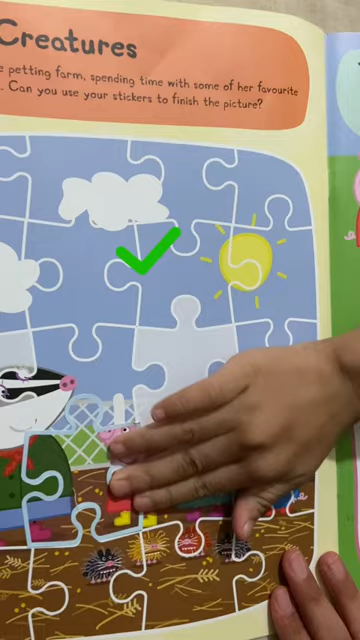 Creatures
petting farm, spending time with some of her favourite
. Can you use your stickers to finish the picture?